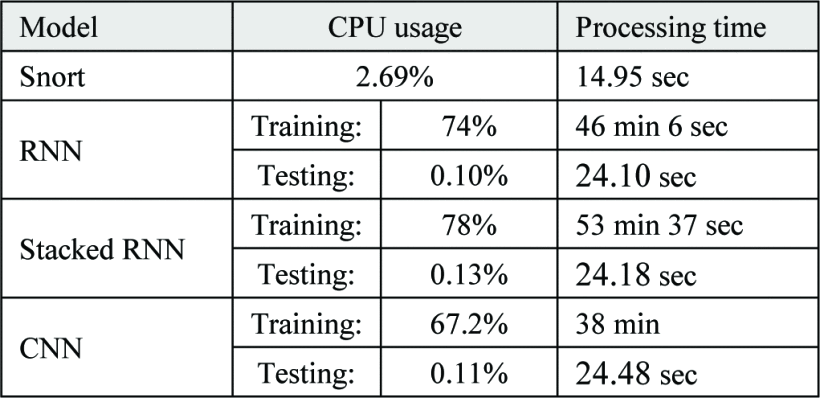 Model CPU usage Processing time
Snort 2.69% 14.95 sec
RNN
Training: 74% 46 min 6 sec
Testing: 0.10% 24.10 sec
Stacked RNN
Training: 78% 53 min 37 sec
Testing: 0.13% 24.18 sec
CNN
Training: 67.2% 38 min
Testing: 0.11% 24.48 sec